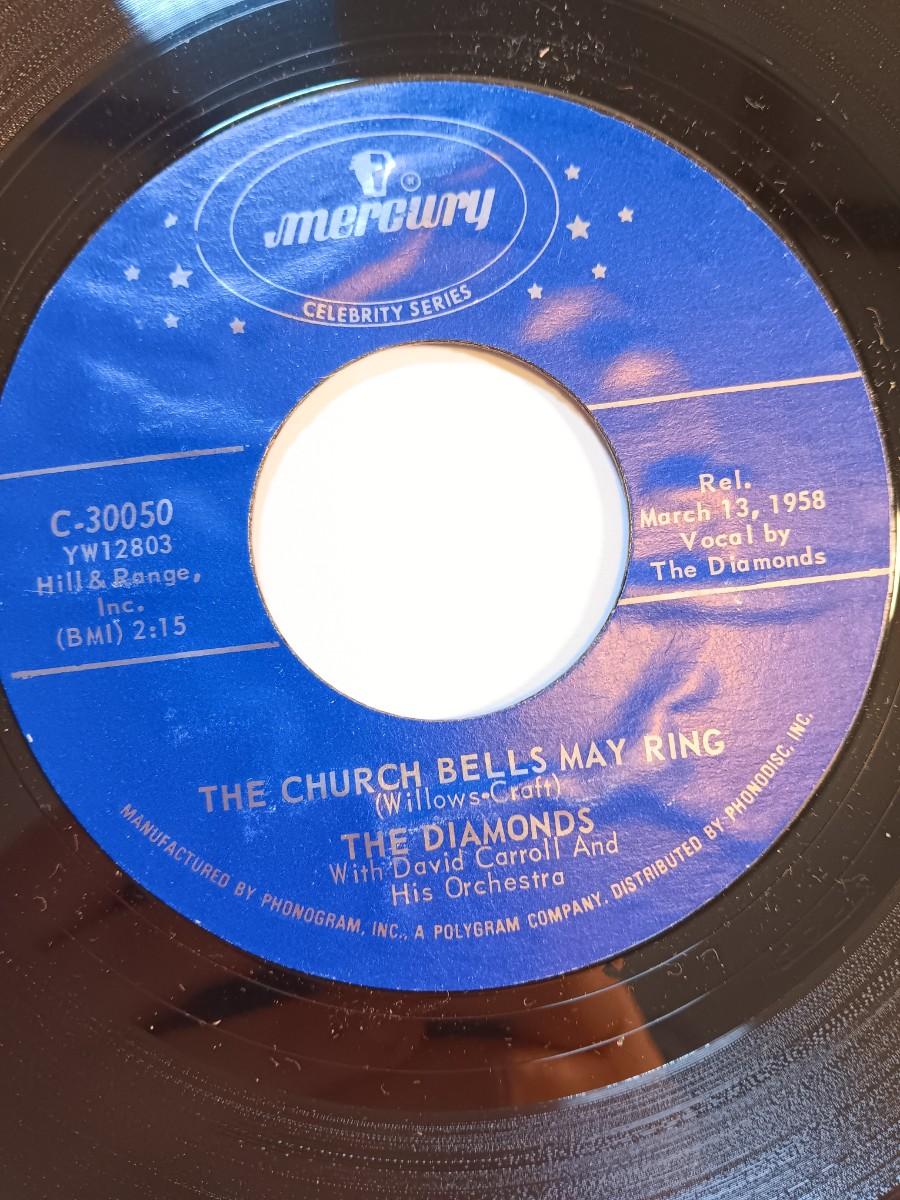 mercury
®
CELEBRITY SERIES
C-30050
YW12803
Hill & Range,
Inc.
(BMI) 2:15
Rel.
March 13, 1958
Vocal by
The Diamonds
THE CHURCH BELLS MAY RING
(Willows-Craft)
THE DIAMONDS
With David Carroll And
His Orchestra
MANUFACTURED BY PHONOGRAM, INC., A POLYGRAM COMPANY. DISTRIBUTED BY PHONODISC, INC.